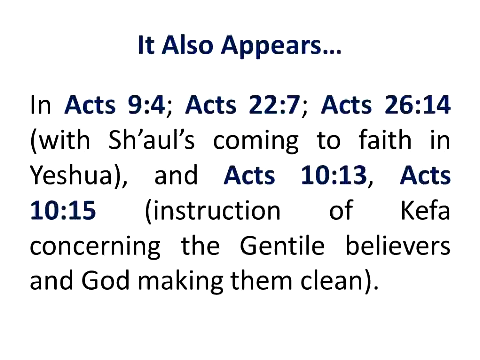 It Also Appears…
In Acts 9:4; Acts 22:7; Acts 26:14
(with Sh’aul’s coming to faith in
Yeshua), and Acts 10:13, Acts
10:15 (instruction of Kefa
concerning the Gentile believers
and God making them clean).